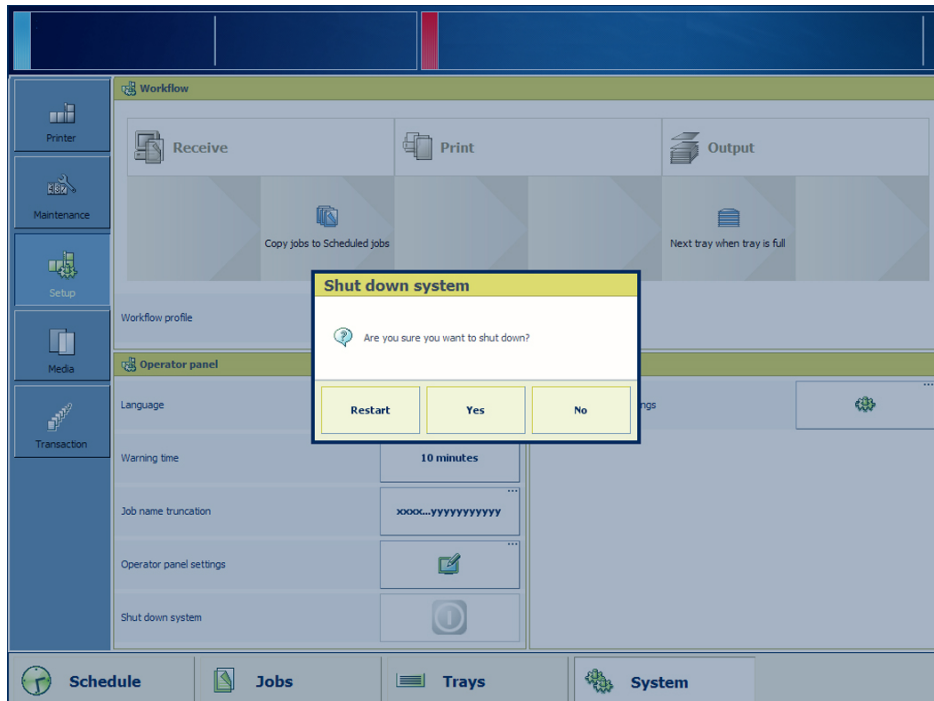 Workflow
Printer
Receive
Print
Output
Maintenance
Copy jobs to Scheduled jobs
Next tray when tray is full
Setup
Shut down system
Workflow profile
Are you sure you want to shut down?
Media
Operator panel
Language
Restart
Yes
No
ngs
Transaction
Warning time
10 minutes
Job name truncation
xxxx...yyyyyyyyyyy
Operator panel settings
Shut down system
Schedule
Jobs
Trays
System